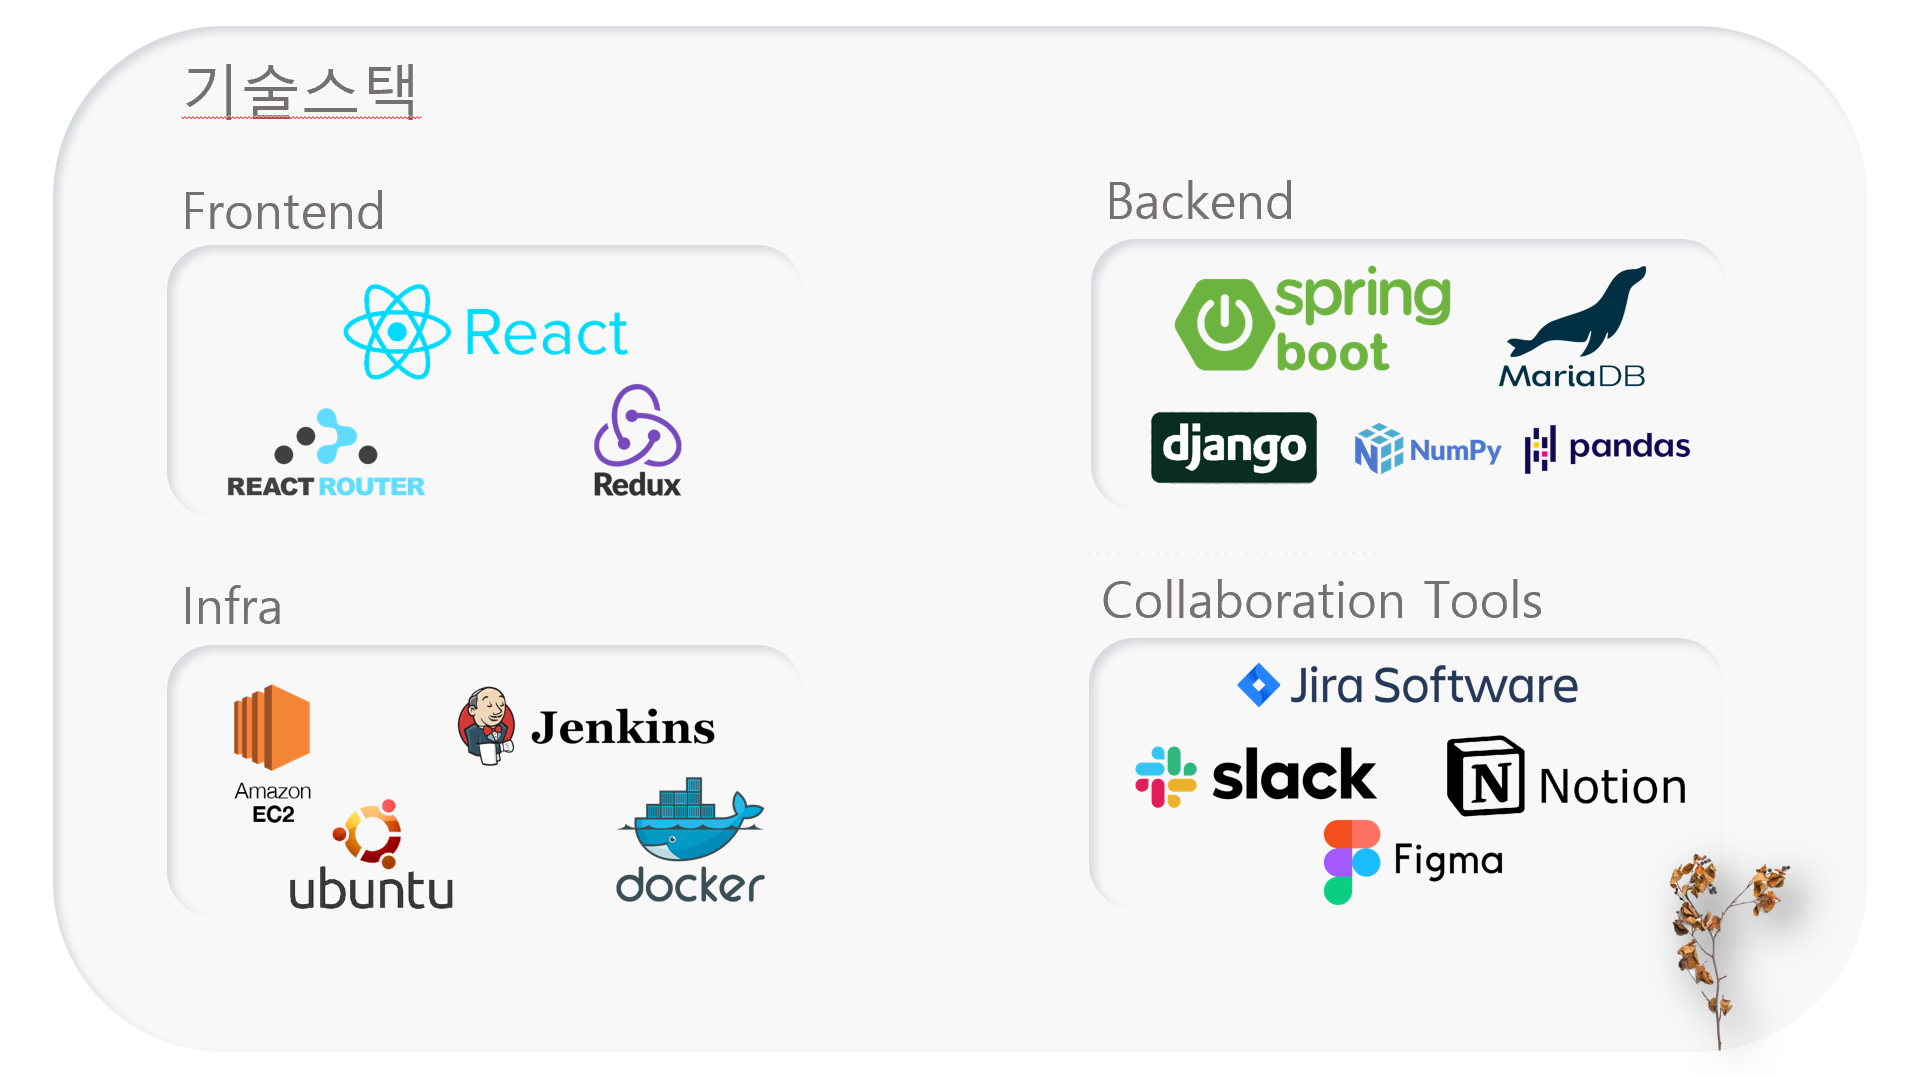 기술스택
Frontend
React
REACT ROUTER
Redux
Backend
spring
boot
MariaDB
django
NumPy
pandas
Infra
Amazon
EC2
Jenkins
ubuntu
docker
Collaboration Tools
Jira Software
slack
N
Notion
Figma